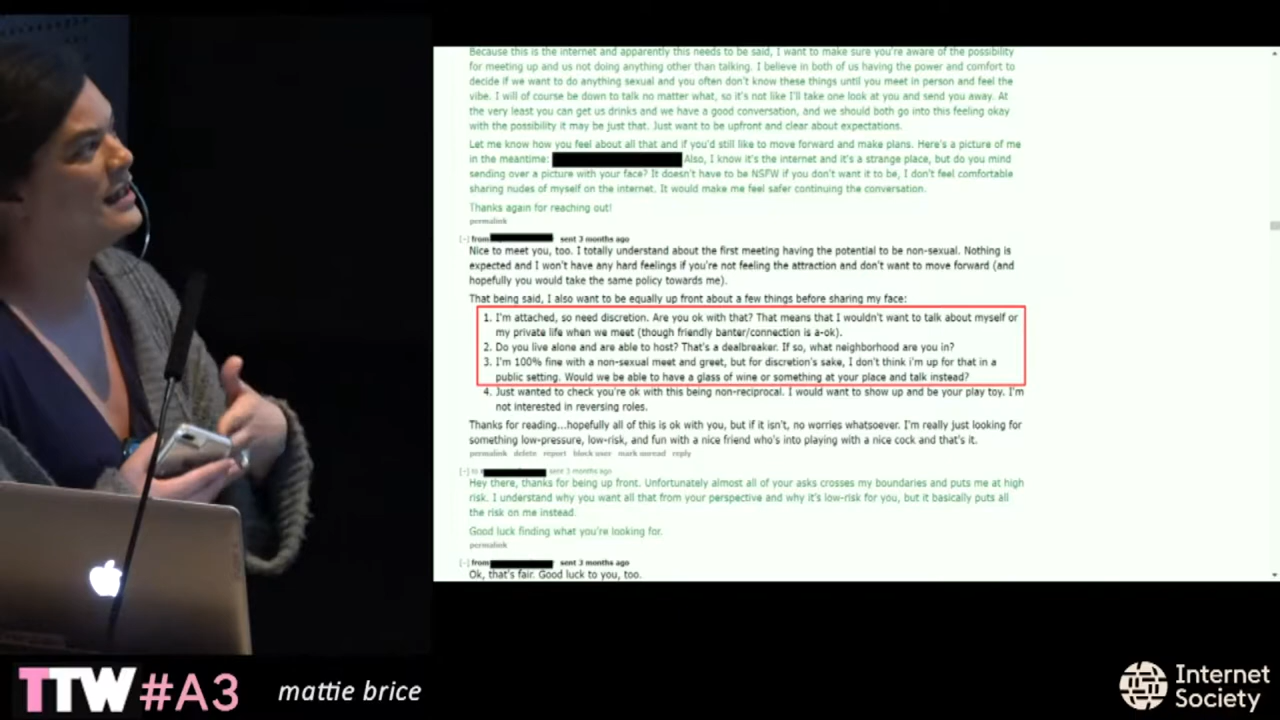 Because this is the internet and apparently this needs to be said, I want to make sure you're aware of the possibility
for meeting up and us not doing anything other than talking. I believe in both of us having the power and comfort to
decide if we want to do anything sexual and you often don't know these things until you meet in person and feel the
vibe. I will of course be down to talk no matter what, so it's not like I'll take one look at you and send you away. At
the very least you can get us drinks and we have a good conversation, and we should both go into this feeling okay
with the possibility it may be just that. Just want to be upfront and clear about expectations.
Let me know how you feel about all that and if you'd still like to move forward and make plans. Here's a picture of me
in the meantime: Also, I know it's the internet and it's a strange place, but do you mind
sending over a picture with your face? It doesn't have to be NSFW if you don't want it to be, I don't feel comfortable
sharing nudes of myself on the internet. It would make me feel safer continuing the conversation.
Thanks again for reaching out!
permalink
[-] from sent 3 months ago
Nice to meet you, too. I totally understand about the first meeting having the potential to be non-sexual. Nothing is
expected and I won't have any hard feelings if you're not feeling the attraction and don't want to move forward (and
hopefully you would take the same policy towards me).
That being said, I also want to be equally up front about a few things before sharing my face:
1. I'm attached, so need discretion. Are you ok with that? That means that I wouldn't want to talk about myself or
my private life when we meet (though friendly banter/connection is a-ok).
2. Do you live alone and are able to host? That's a dealbreaker. If so, what neighborhood are you in?
3. I'm 100% fine with a non-sexual meet and greet, but for discretion's sake, I don't think i'm up for that in a
public setting. Would we be able to have a glass of wine or something at your place and talk instead?
4. Just wanted to check you're ok with this being non-reciprocal. I would want to show up and be your play toy. I'm
not interested in reversing roles.
Thanks for reading...hopefully all of this is ok with you, but if it isn't, no worries whatsoever. I'm really just looking for
something low-pressure, low-risk, and fun with a nice friend who's into playing with a nice cock and that's it.
permalink delete report block user mark unread reply
[-] to sent 3 months ago
Hey there, thanks for being up front. Unfortunately almost all of your asks crosses my boundaries and puts me at high
risk. I understand why you want all that from your perspective and why it's low-risk for you, but it basically puts all
the risk on me instead.
Good luck finding what you're looking for.
permalink
[-] from sent 3 months ago
Ok, that's fair. Good luck to you, too.
TTW #A3 mattie brice
Internet
Society